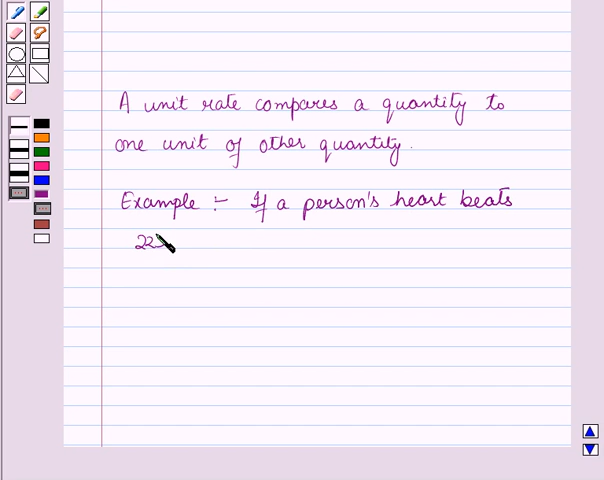 A unit rate compares a quantity to
one unit of other quantity.
Example :- If a person's heart beats
22